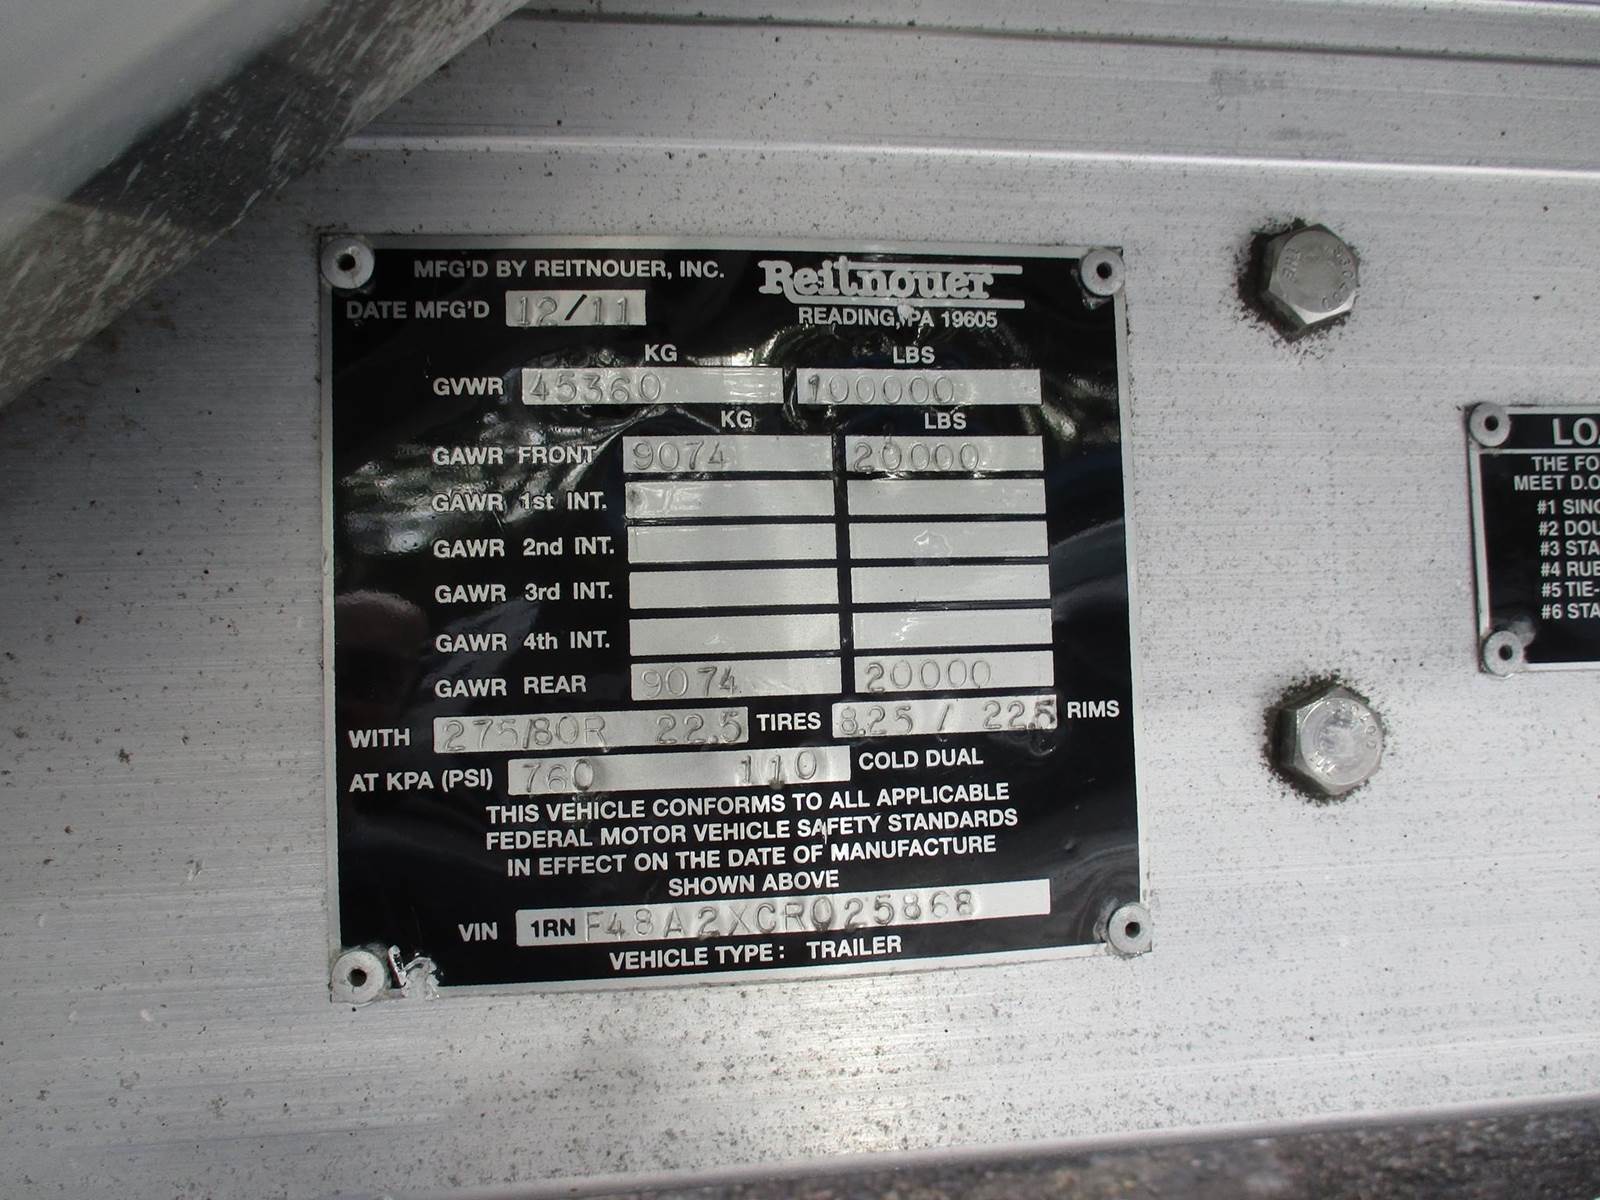 MFG'D BY REITNOUER, INC. Reitnouer
DATE MFG'D 12/11 READING, PA 19605
KG LBS
GVWR 45360 100000
KG LBS
GAWR FRONT 9074 20000
GAWR 1st INT.
GAWR 2nd INT.
GAWR 3rd INT.
GAWR 4th INT.
GAWR REAR 9074 20000
WITH 275/80R 22.5 TIRES 8.25 / 22.5 RIMS
AT KPA (PSI) 760 110 COLD DUAL
THIS VEHICLE CONFORMS TO ALL APPLICABLE
FEDERAL MOTOR VEHICLE SAFETY STANDARDS
IN EFFECT ON THE DATE OF MANUFACTURE
SHOWN ABOVE
VIN 1RNF48A2XCR025868
VEHICLE TYPE: TRAILER
LOA
THE FO
MEET D.O
#1 SING
#2 DOU
#3 STA
#4 RUB
#5 TIE-
#6 STA